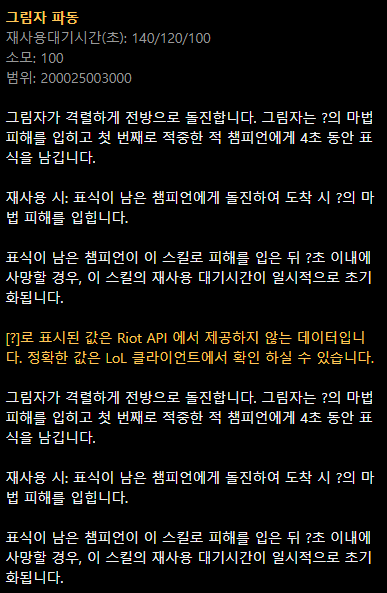 그림자 파동
재사용대기시간(초): 140/120/100
소모: 100
범위: 200025003000
그림자가 격렬하게 전방으로 돌진합니다. 그림자는 ?의 마법
피해를 입히고 첫 번째로 적중한 적 챔피언에게 4초 동안 표
식을 남깁니다.
재사용 시: 표식이 남은 챔피언에게 돌진하여 도착 시 ?의 마
법 피해를 입힙니다.
표식이 남은 챔피언이 이 스킬로 피해를 입은 뒤 ?초 이내에
사망할 경우, 이 스킬의 재사용 대기시간이 일시적으로 초기
화됩니다.
[?]로 표시된 값은 Riot API 에서 제공하지 않는 데이터입니
다. 정확한 값은 LoL 클라이언트에서 확인 하실 수 있습니다.
그림자가 격렬하게 전방으로 돌진합니다. 그림자는 ?의 마법
피해를 입히고 첫 번째로 적중한 적 챔피언에게 4초 동안 표
식을 남깁니다.
재사용 시: 표식이 남은 챔피언에게 돌진하여 도착 시 ?의 마
법 피해를 입힙니다.
표식이 남은 챔피언이 이 스킬로 피해를 입은 뒤 ?초 이내에
사망할 경우, 이 스킬의 재사용 대기시간이 일시적으로 초기
화됩니다.